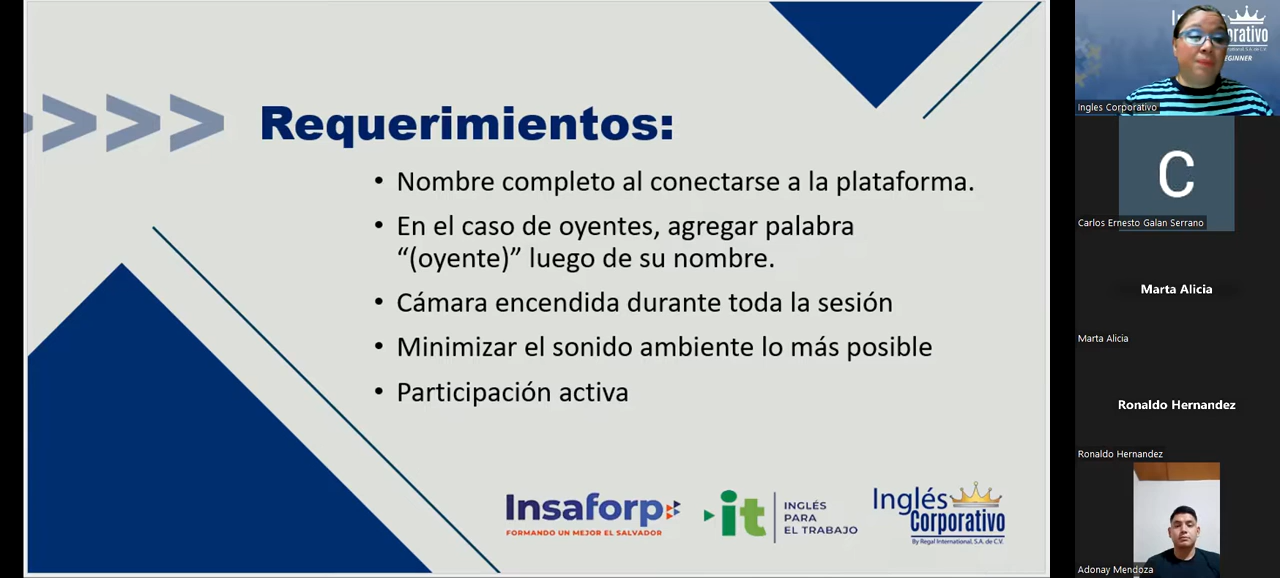 Requerimientos:
• Nombre completo al conectarse a la plataforma.
• En el caso de oyentes, agregar palabra
“(oyente)” luego de su nombre.
• Cámara encendida durante toda la sesión
• Minimizar el sonido ambiente lo más posible
• Participación activa
Insaforp
FORMANDO UN MEJOR EL SALVADOR
it
INGLÉS
PARA
EL TRABAJO
Inglés
Corporativo
By Regal International, S.A. de C.V.
Ingles Corporativo
C
Carlos Ernesto Galan Serrano
Marta Alicia
Marta Alicia
Ronaldo Hernandez
Ronaldo Hernandez
Adonay Mendoza